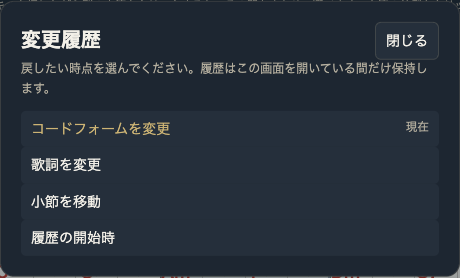 変更履歴
閉じる
戻したい時点を選んでください。履歴はこの画面を開いている間だけ保持し
ます。
コードフォームを変更
現在
歌詞を変更
小節を移動
履歴の開始時